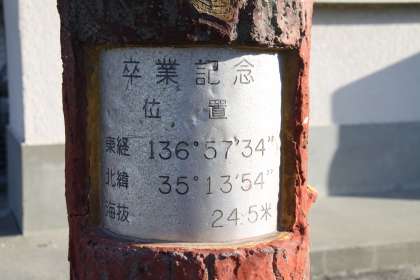 卒業記念
位置
東経 136°57'34"
北緯 35°13'54"
海抜 24.5米